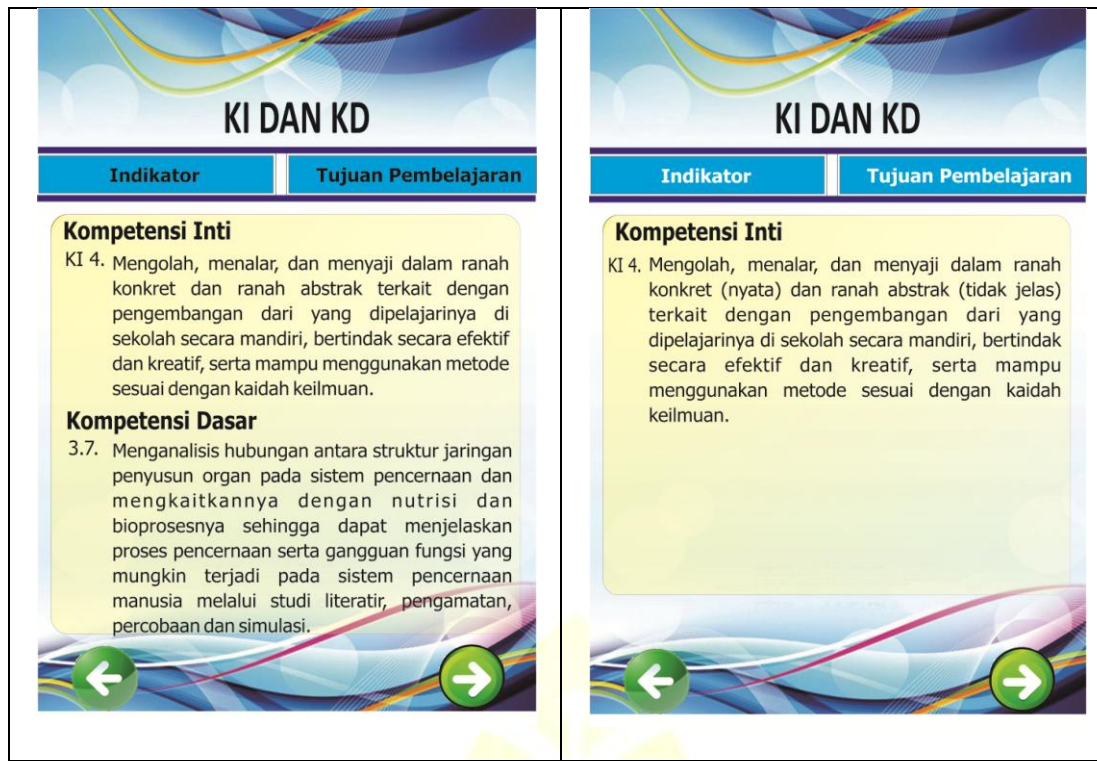 KI DAN KD
Indikator
Tujuan Pembelajaran
Kompetensi Inti
KI 4. Mengolah, menalar, dan menyaji dalam ranah
konkret dan ranah abstrak terkait dengan
pengembangan dari yang dipelajarinya di
sekolah secara mandiri, bertindak secara efektif
dan kreatif, serta mampu menggunakan metode
sesuai dengan kaidah keilmuan.
Kompetensi Dasar
3.7. Menganalisis hubungan antara struktur jaringan
penyusun organ pada sistem pencernaan dan
mengkaitkannya dengan nutrisi dan
bioprosesnya sehingga dapat menjelaskan
proses pencernaan serta gangguan fungsi yang
mungkin terjadi pada sistem pencernaan
manusia melalui studi literatir, pengamatan,
percobaan dan simulasi.
KI DAN KD
Indikator
Tujuan Pembelajaran
Kompetensi Inti
KI 4. Mengolah, menalar, dan menyaji dalam ranah
konkret (nyata) dan ranah abstrak (tidak jelas)
terkait dengan pengembangan dari yang
dipelajarinya di sekolah secara mandiri, bertindak
secara efektif dan kreatif, serta mampu
menggunakan metode sesuai dengan kaidah
keilmuan.